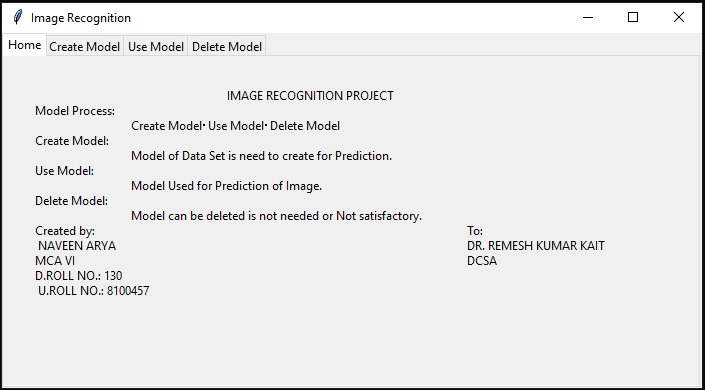 Image Recognition
Home Create Model Use Model Delete Model
IMAGE RECOGNITION PROJECT
Model Process:
Create Model· Use Model· Delete Model
Create Model:
Model of Data Set is need to create for Prediction.
Use Model:
Model Used for Prediction of Image.
Delete Model:
Model can be deleted is not needed or Not satisfactory.
Created by: To:
NAVEEN ARYA DR. REMESH KUMAR KAIT
MCA VI DCSA
D.ROLL NO.: 130
U.ROLL NO.: 8100457